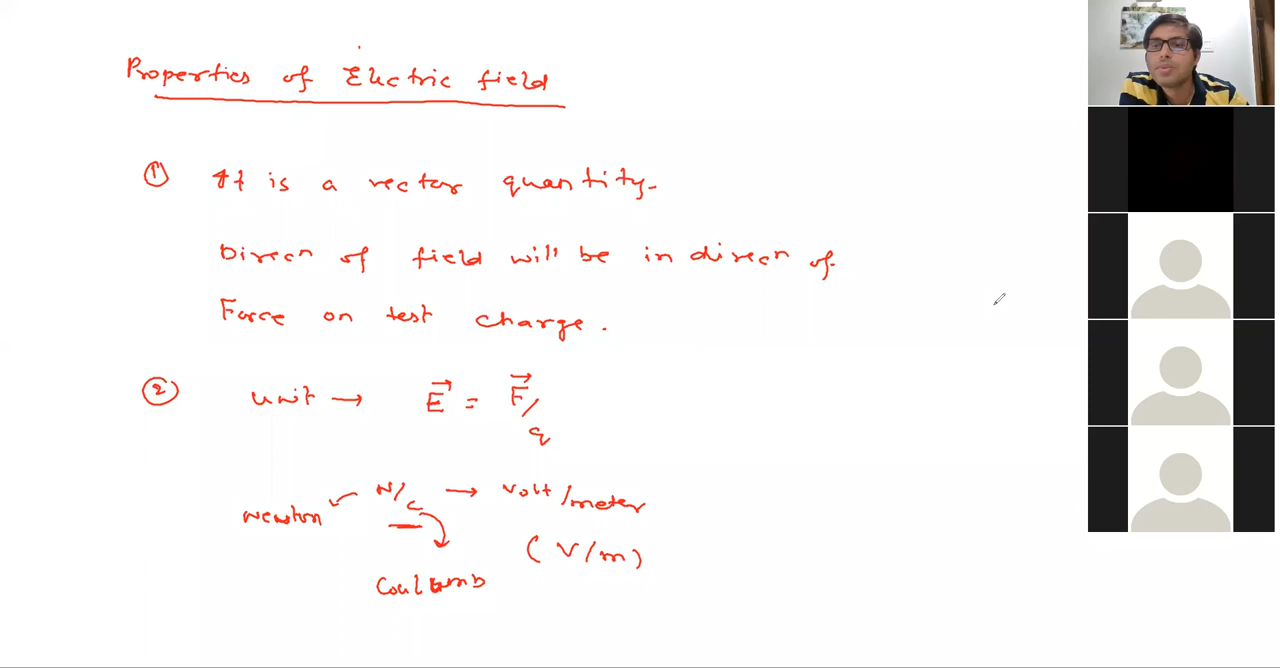 Properties of Electric field
① It is a vector quantity.
Direcn of field will be in direcn of
Force on test charge.
② unit → E⃗ = F⃗/q
Newton ← N/C → Volt/meter
Coulomb
(V/m)